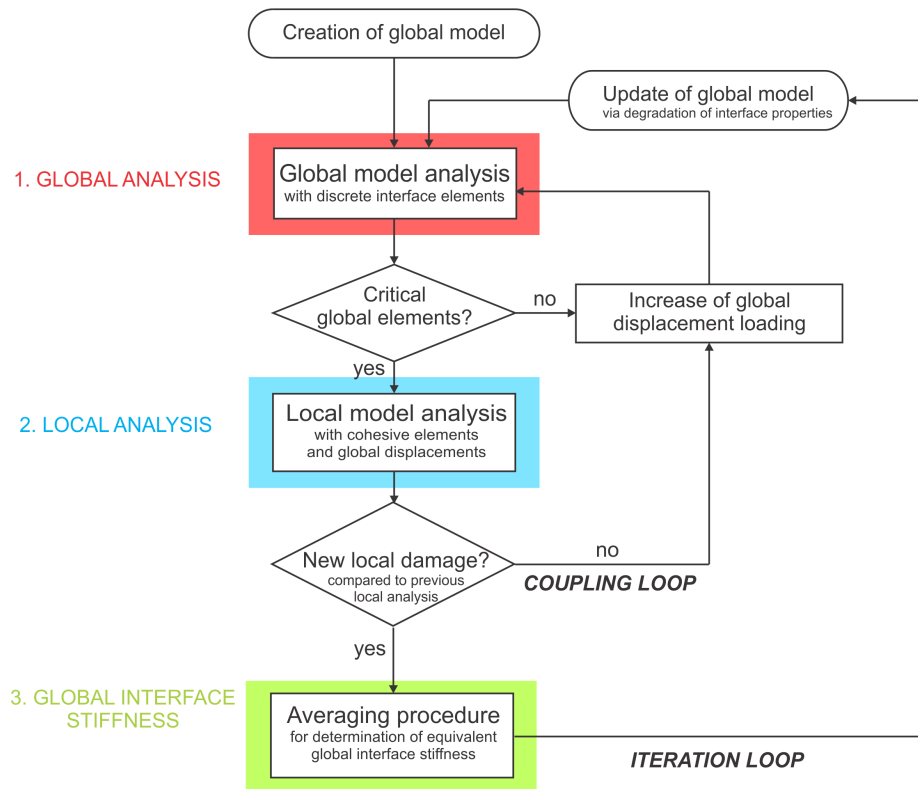 Creation of global model
Update of global model
via degradation of interface properties
1. GLOBAL ANALYSIS
Global model analysis
with discrete interface elements
Critical
global elements?
no
Increase of global
displacement loading
yes
2. LOCAL ANALYSIS
Local model analysis
with cohesive elements
and global displacements
New local damage?
compared to previous
local analysis
no
COUPLING LOOP
yes
3. GLOBAL INTERFACE
STIFFNESS
Averaging procedure
for determination of equivalent
global interface stiffness
ITERATION LOOP